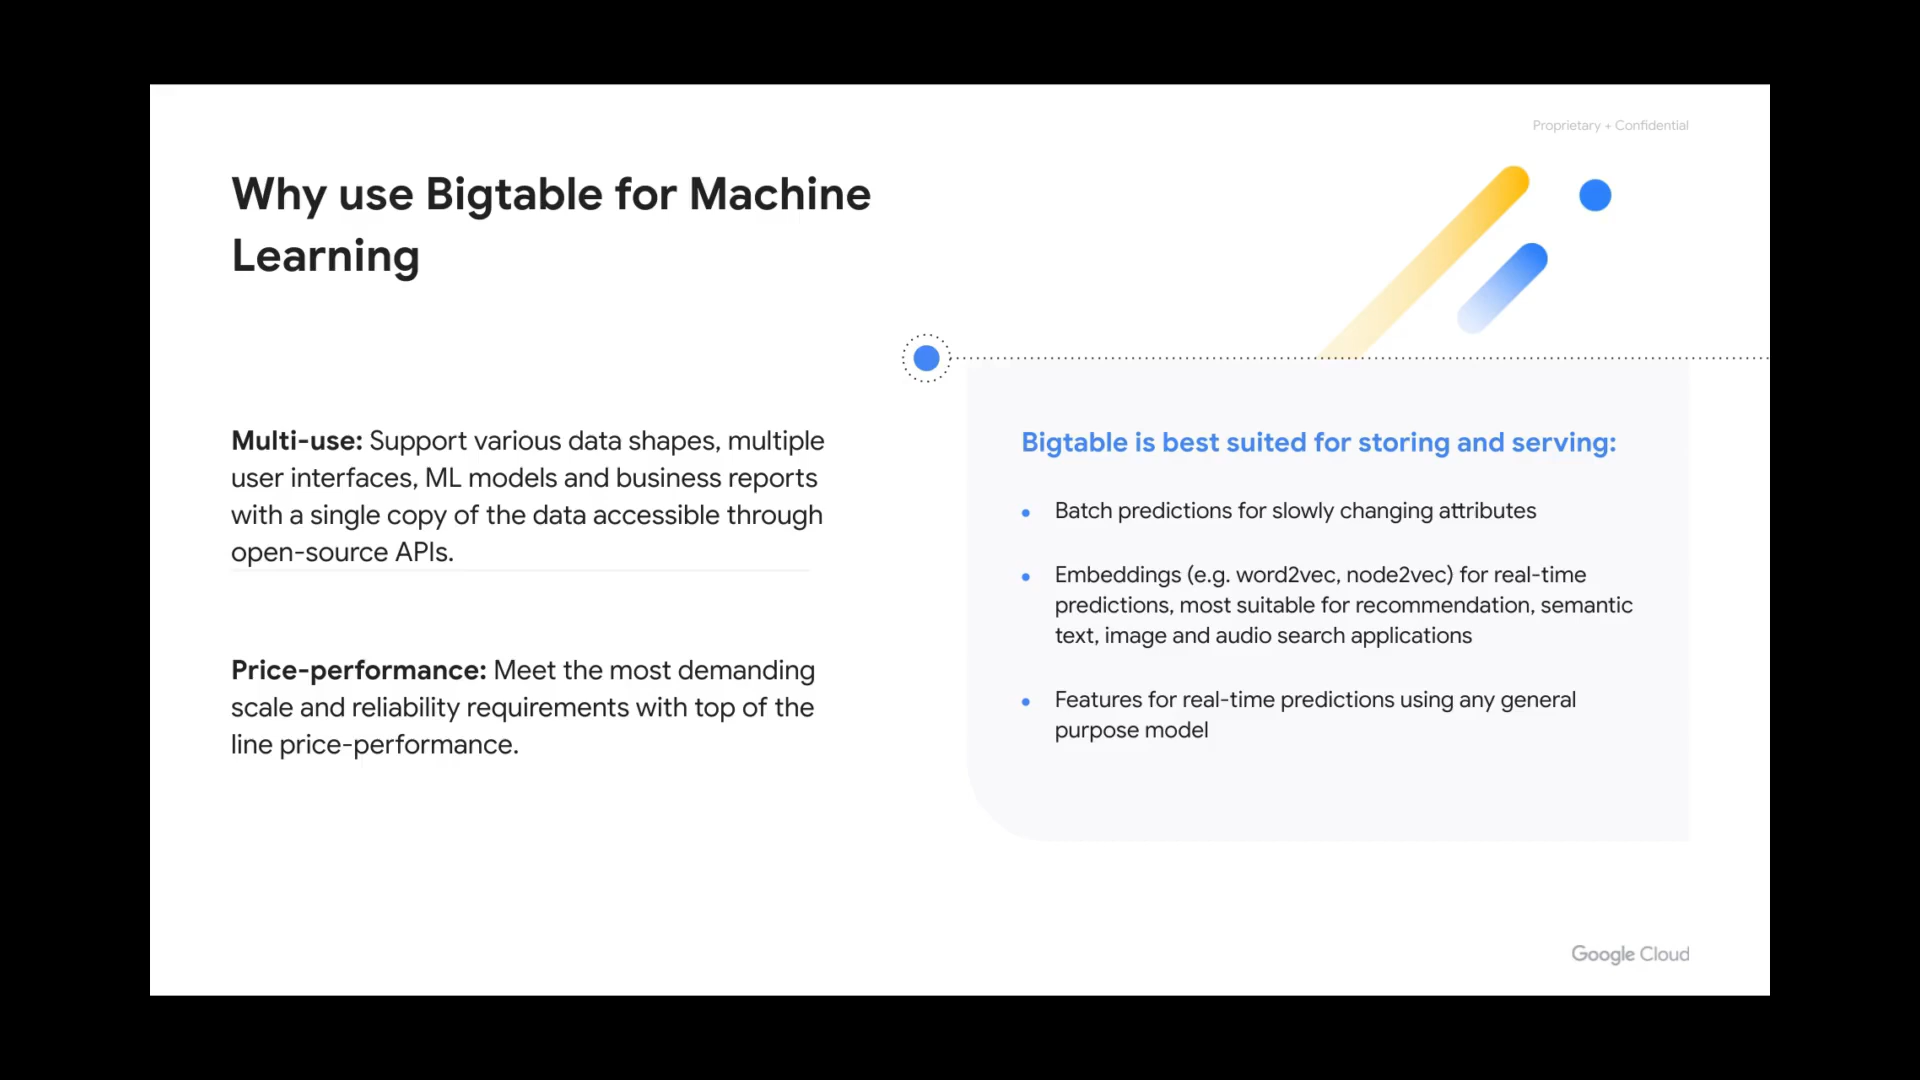 Proprietary + Confidential
Why use Bigtable for Machine
Learning
Multi-use: Support various data shapes, multiple
user interfaces, ML models and business reports
with a single copy of the data accessible through
open-source APIs.
Price-performance: Meet the most demanding
scale and reliability requirements with top of the
line price-performance.
Bigtable is best suited for storing and serving:
• Batch predictions for slowly changing attributes
• Embeddings (e.g. word2vec, node2vec) for real-time
predictions, most suitable for recommendation, semantic
text, image and audio search applications
• Features for real-time predictions using any general
purpose model
Google Cloud